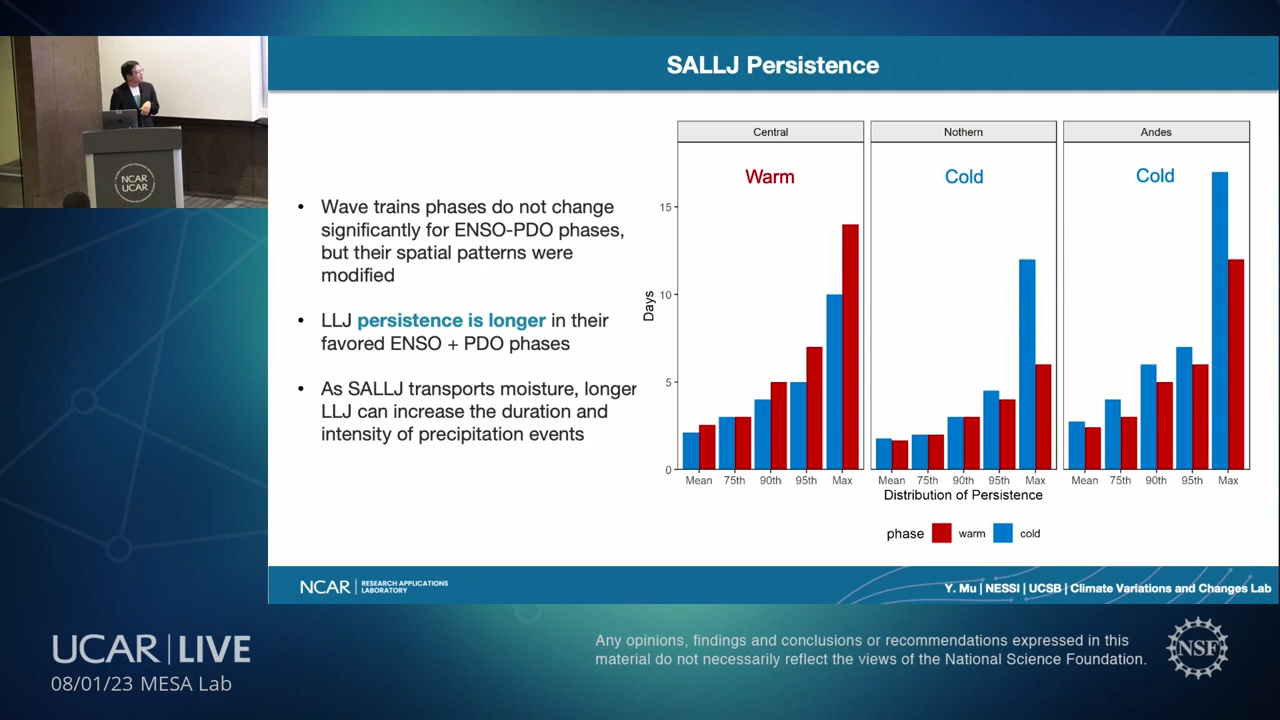 SALLJ Persistence
NCAR
UCAR
• Wave trains phases do not change
significantly for ENSO-PDO phases,
but their spatial patterns were
modified
• LLJ persistence is longer in their
favored ENSO + PDO phases
• As SALLJ transports moisture, longer
LLJ can increase the duration and
intensity of precipitation events
Central Nothern Andes
Warm Cold Cold
Days
15
10
5
0
Mean 75th 90th 95th Max Mean 75th 90th 95th Max Mean 75th 90th 95th Max
Distribution of Persistence
phase warm cold
NCAR | RESEARCH APPLICATIONS
LABORATORY
Y. Mu | NESSI | UCSB | Climate Variations and Changes Lab
UCAR | LIVE
08/01/23 MESA Lab
Any opinions, findings and conclusions or recommendations expressed in this
material do not necessarily reflect the views of the National Science Foundation.
NSF